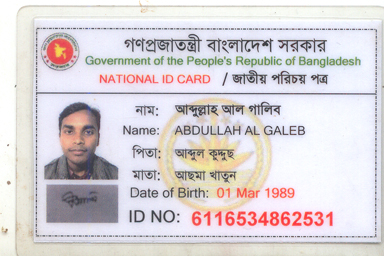 গণপ্রজাতন্ত্রী বাংলাদেশ সরকার
Government of the People's Republic of Bangladesh
NATIONAL ID CARD / জাতীয় পরিচয় পত্র
নাম: আব্দুল্লাহ আল গালিব
Name: ABDULLAH AL GALEB
পিতা: আব্দুল কুদ্দুছ
মাতা: আছমা খাতুন
Date of Birth: 01 Mar 1989
ID NO: 6116534862531